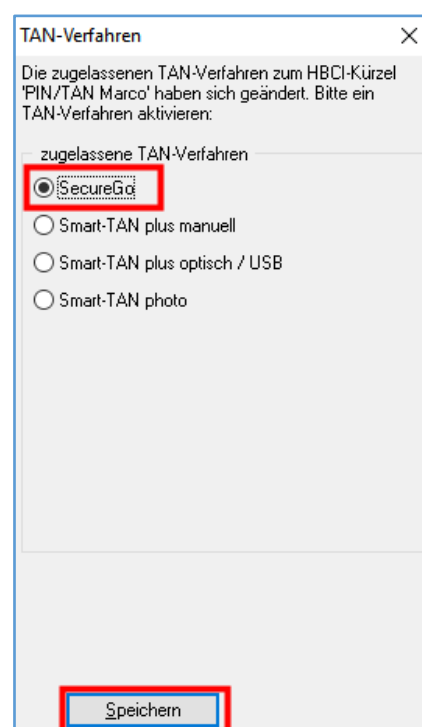 TAN-Verfahren
Die zugelassenen TAN-Verfahren zum HBCI-Kürzel
'PIN/TAN Marco' haben sich geändert. Bitte ein
TAN-Verfahren aktivieren:
zugelassene TAN-Verfahren
SecureGo
Smart-TAN plus manuell
Smart-TAN plus optisch / USB
Smart-TAN photo
Speichern